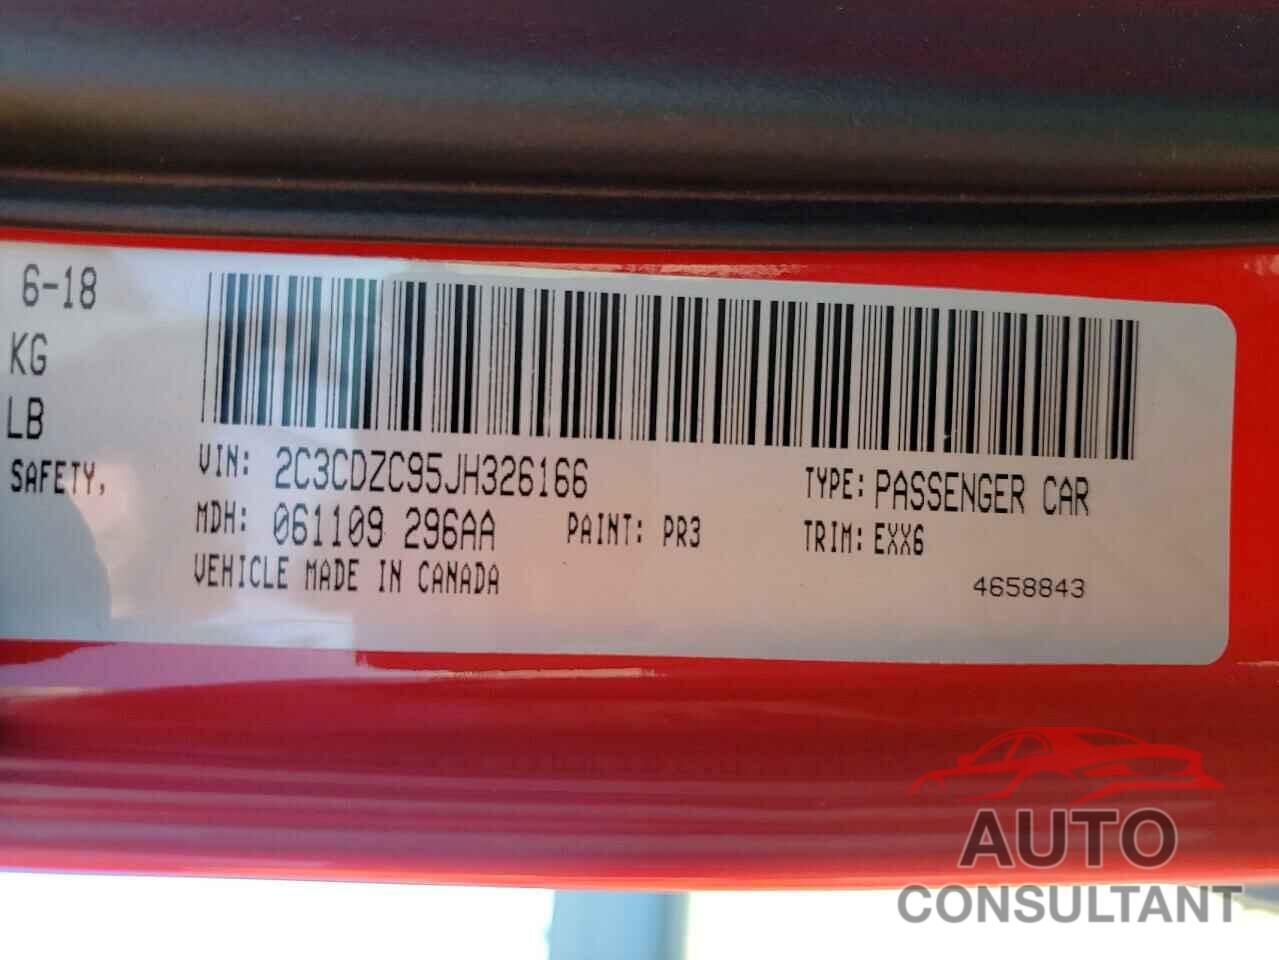 6-18
KG
LB
SAFETY,
VIN: 2C3CDZC95JH326166
TYPE: PASSENGER CAR
MDH: 061109 296AA
PAINT: PR3
TRIM: EXX6
VEHICLE MADE IN CANADA
4658843
AUTO
CONSULTANT